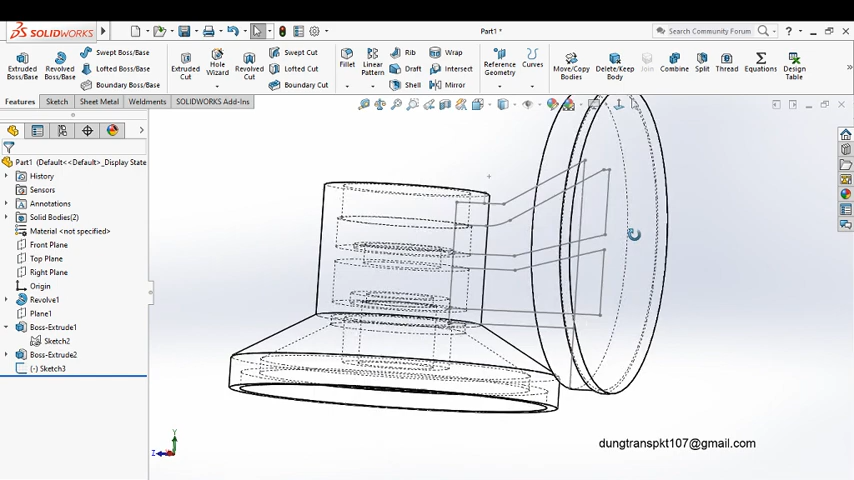 SOLIDWORKS
Part1 *
Search Community Forum
Extruded Boss/Base
Revolved Boss/Base
Swept Boss/Base
Lofted Boss/Base
Boundary Boss/Base
Extruded Cut
Hole Wizard
Revolved Cut
Swept Cut
Lofted Cut
Boundary Cut
Fillet
Linear Pattern
Rib
Draft
Shell
Wrap
Intersect
Mirror
Reference Geometry
Curves
Move/Copy Bodies
Delete/Keep Body
Join
Combine
Split
Thread
Equations
Design Table
Features
Sketch
Sheet Metal
Weldments
SOLIDWORKS Add-Ins
Part1 (Default<<Default>_Display State
History
Sensors
Annotations
Solid Bodies(2)
Material <not specified>
Front Plane
Top Plane
Right Plane
Origin
Revolve1
Plane1
Boss-Extrude1
Sketch2
Boss-Extrude2
(-) Sketch3
Y
Z
dungtranspkt107@gmail.com